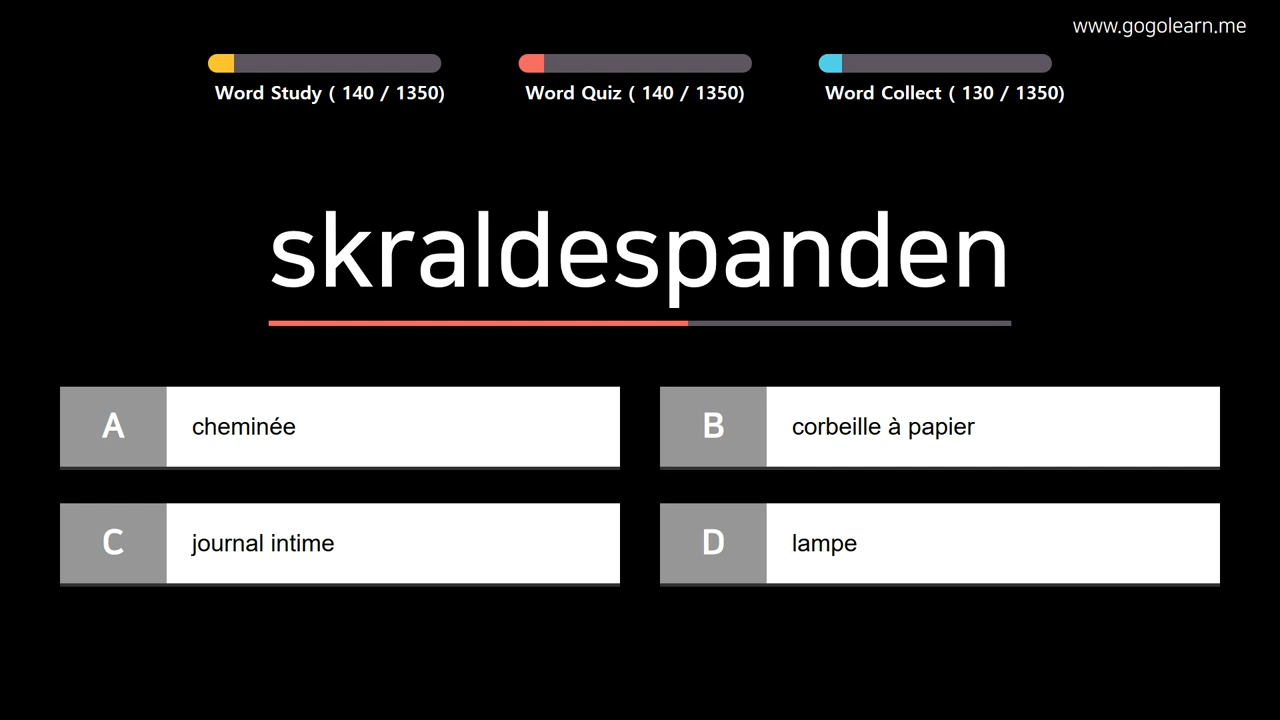 www.gogolearn.me
Word Study ( 140 / 1350)
Word Quiz ( 140 / 1350)
Word Collect ( 130 / 1350)
skraldespanden
A cheminée
B corbeille à papier
C journal intime
D lampe